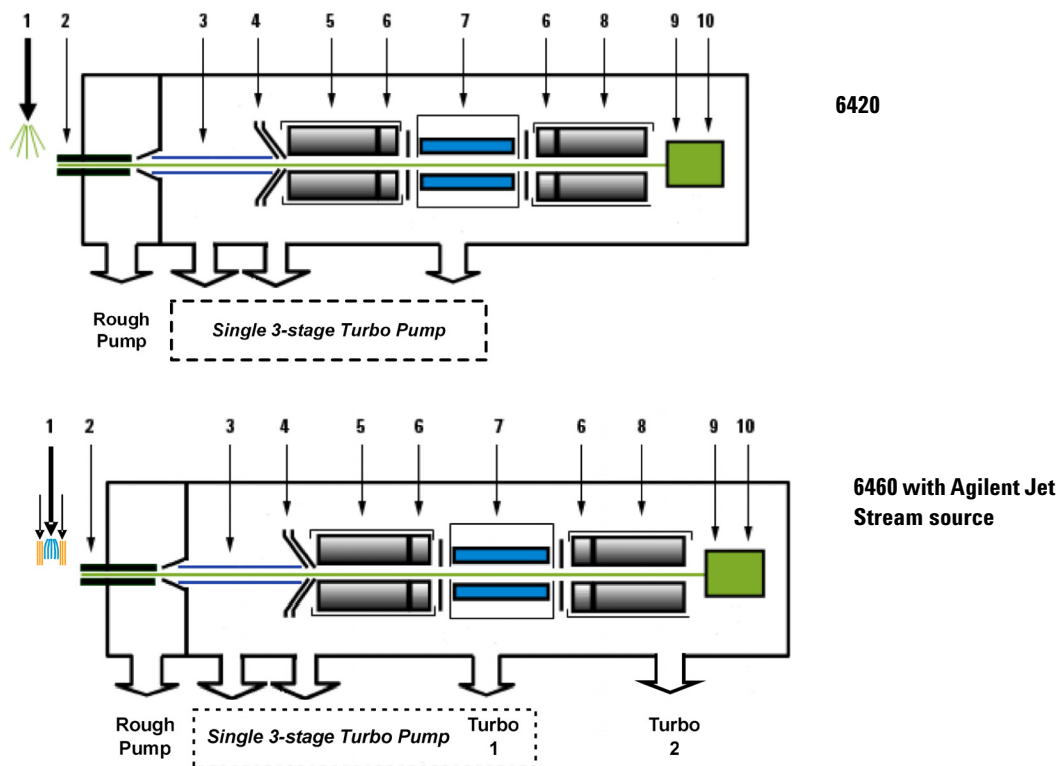 1 2 3 4 5 6 7 6 8 9 10
6420
Rough
Pump
Single 3-stage Turbo Pump
1 2 3 4 5 6 7 6 8 9 10
6460 with Agilent Jet
Stream source
Rough
Pump
Single 3-stage Turbo Pump
Turbo
1
Turbo
2